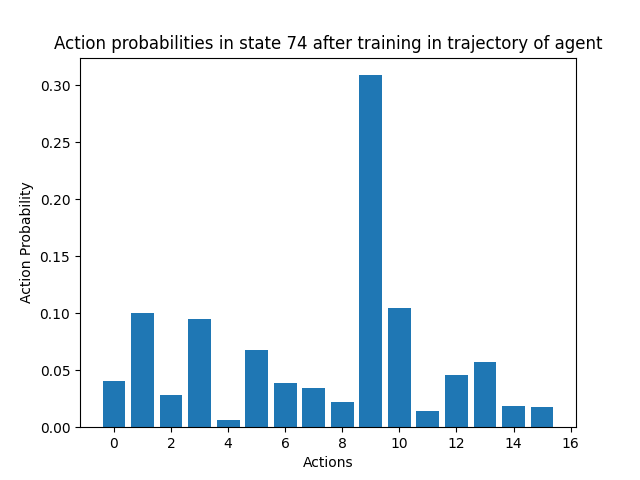 Action probabilities in state 74 after training in trajectory of agent
0.30
0.25
0.20
0.15
0.10
0.05
0.00
Action Probability
0 2 4 6 8 10 12 14 16
Actions